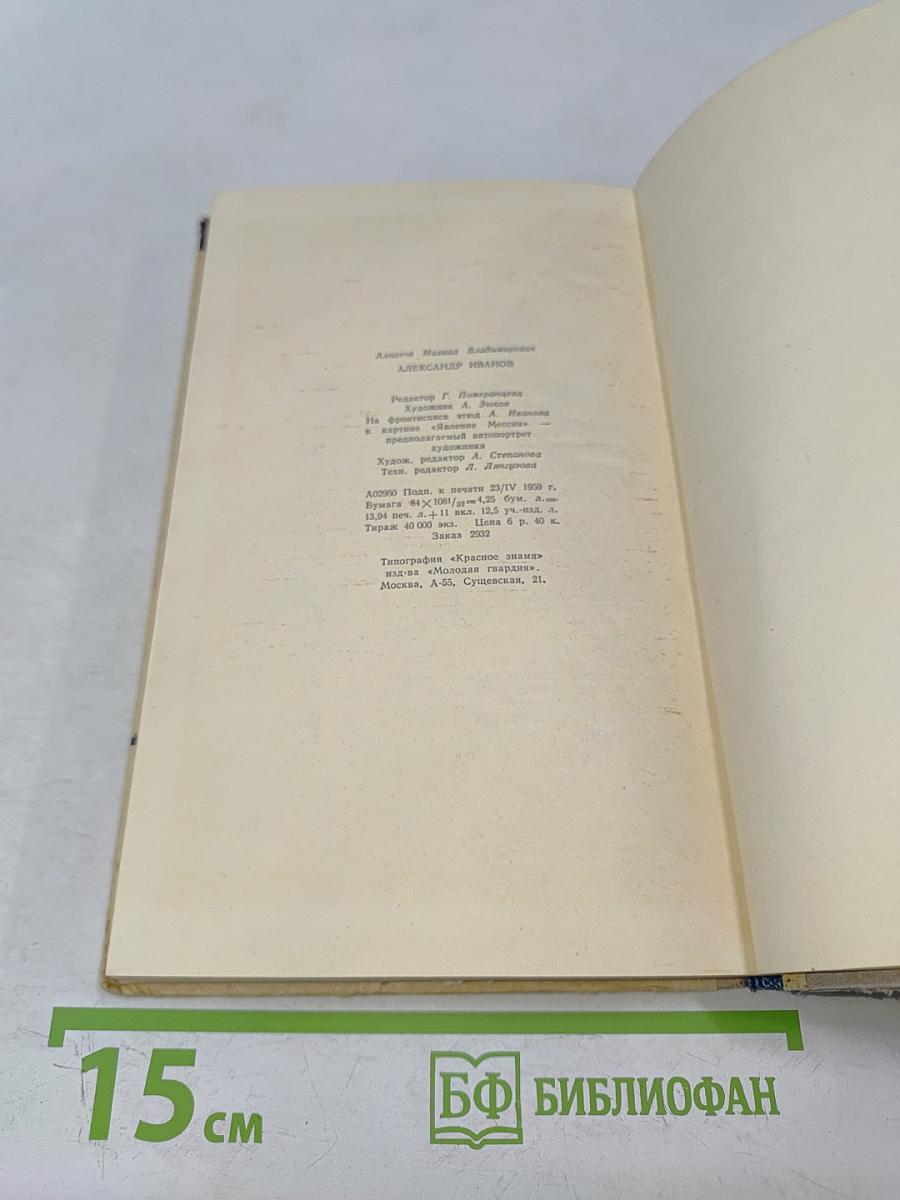 Алпатов Михаил Владимирович
АЛЕКСАНДР ИВАНОВ
Редактор Г. Померанцева
Художник А. Зыков
На фронтисписе этюд А. Иванова
к картине «Явление Мессии» —
предполагаемый автопортрет
художника
Худож. редактор А. Степанова
Техн. редактор Л. Лянгузова
А02960 Подп. к печати 23/IV 1959 г.
Бумага 84×1081/32=4,25 бум. л.=
13,94 печ. л.+11 вкл. 12,5 уч.-изд. л.
Тираж 40 000 экз. Цена 6 р. 40 к.
Заказ 2932
Типография «Красное знамя»
изд-ва «Молодая гвардия».
Москва, А-55, Сущевская, 21.
15 см
БФ БИБЛИОФАН